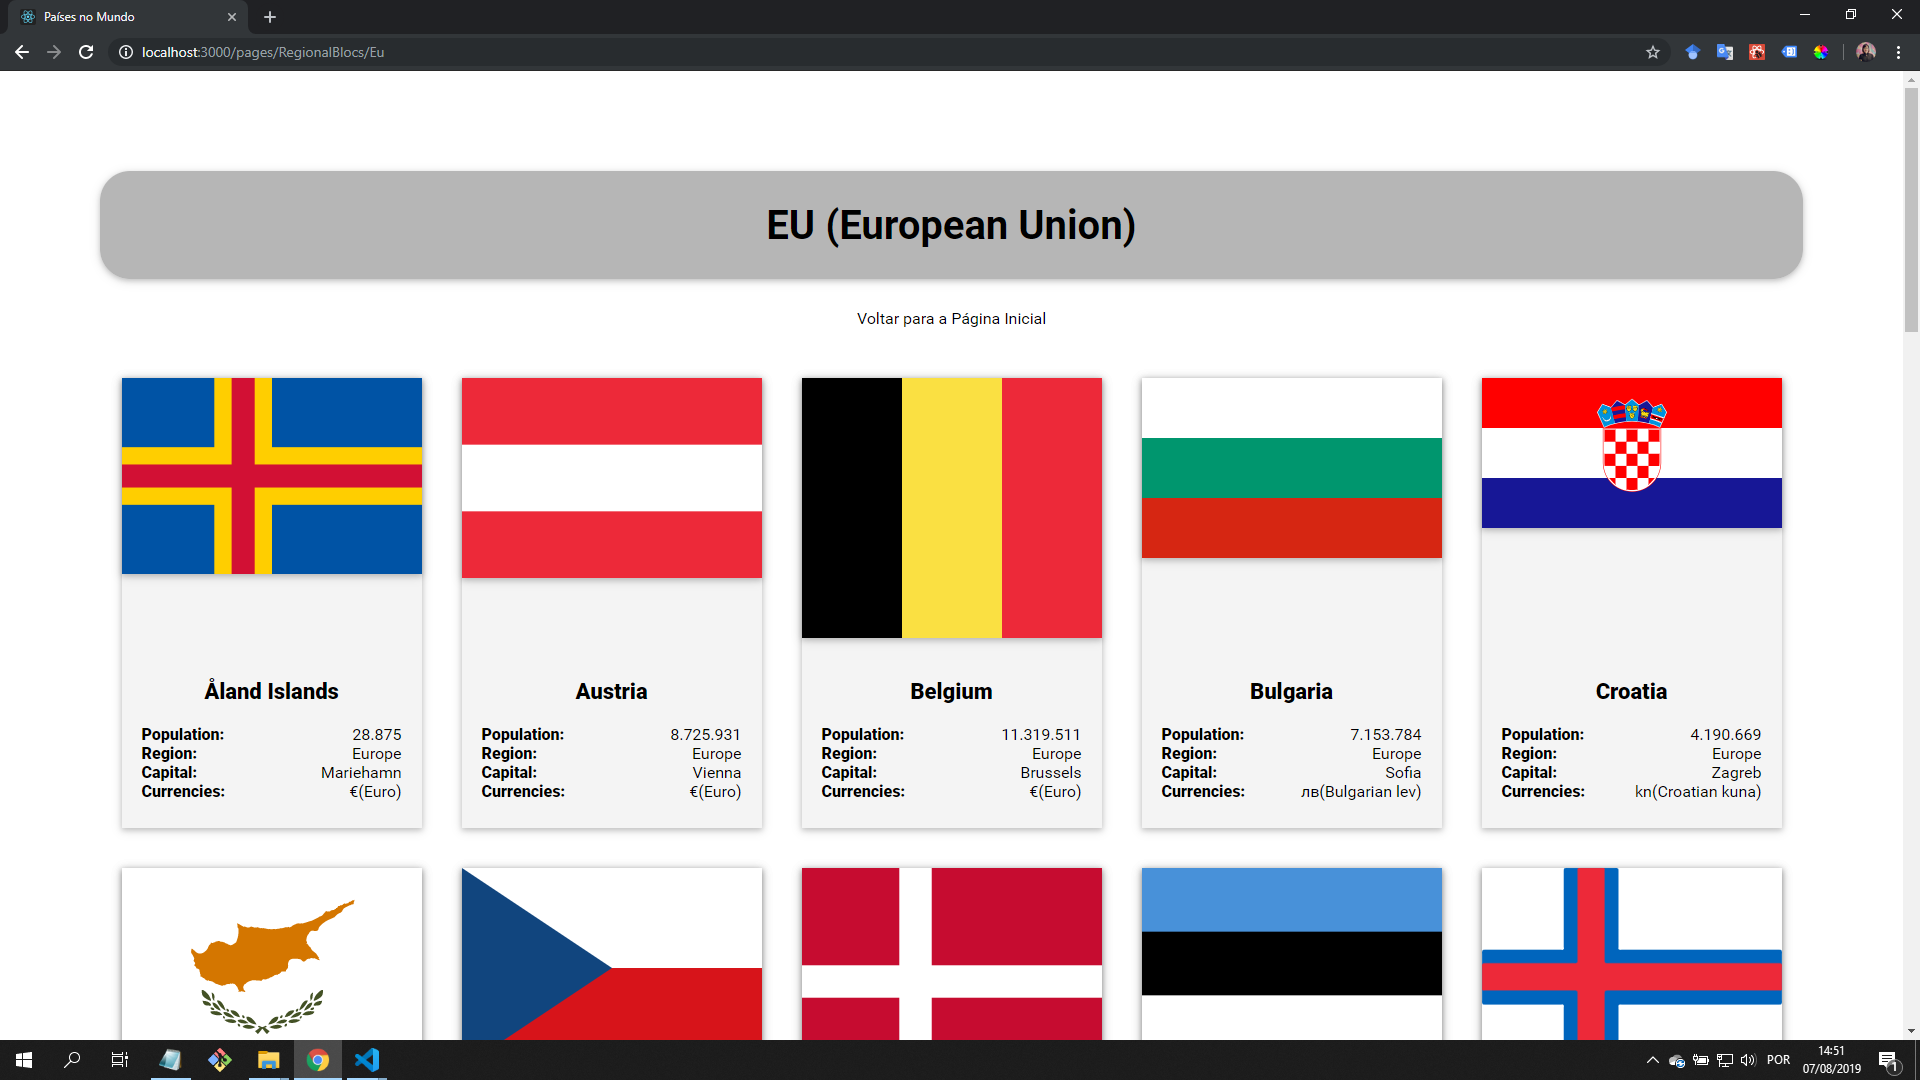 Países no Mundo
localhost:3000/pages/RegionalBlocs/Eu
EU (European Union)
Voltar para a Página Inicial
Åland Islands
Population: 28.875
Region: Europe
Capital: Mariehamn
Currencies: €(Euro)
Austria
Population: 8.725.931
Region: Europe
Capital: Vienna
Currencies: €(Euro)
Belgium
Population: 11.319.511
Region: Europe
Capital: Brussels
Currencies: €(Euro)
Bulgaria
Population: 7.153.784
Region: Europe
Capital: Sofia
Currencies: лв(Bulgarian lev)
Croatia
Population: 4.190.669
Region: Europe
Capital: Zagreb
Currencies: kn(Croatian kuna)
POR
14:51
07/08/2019
1